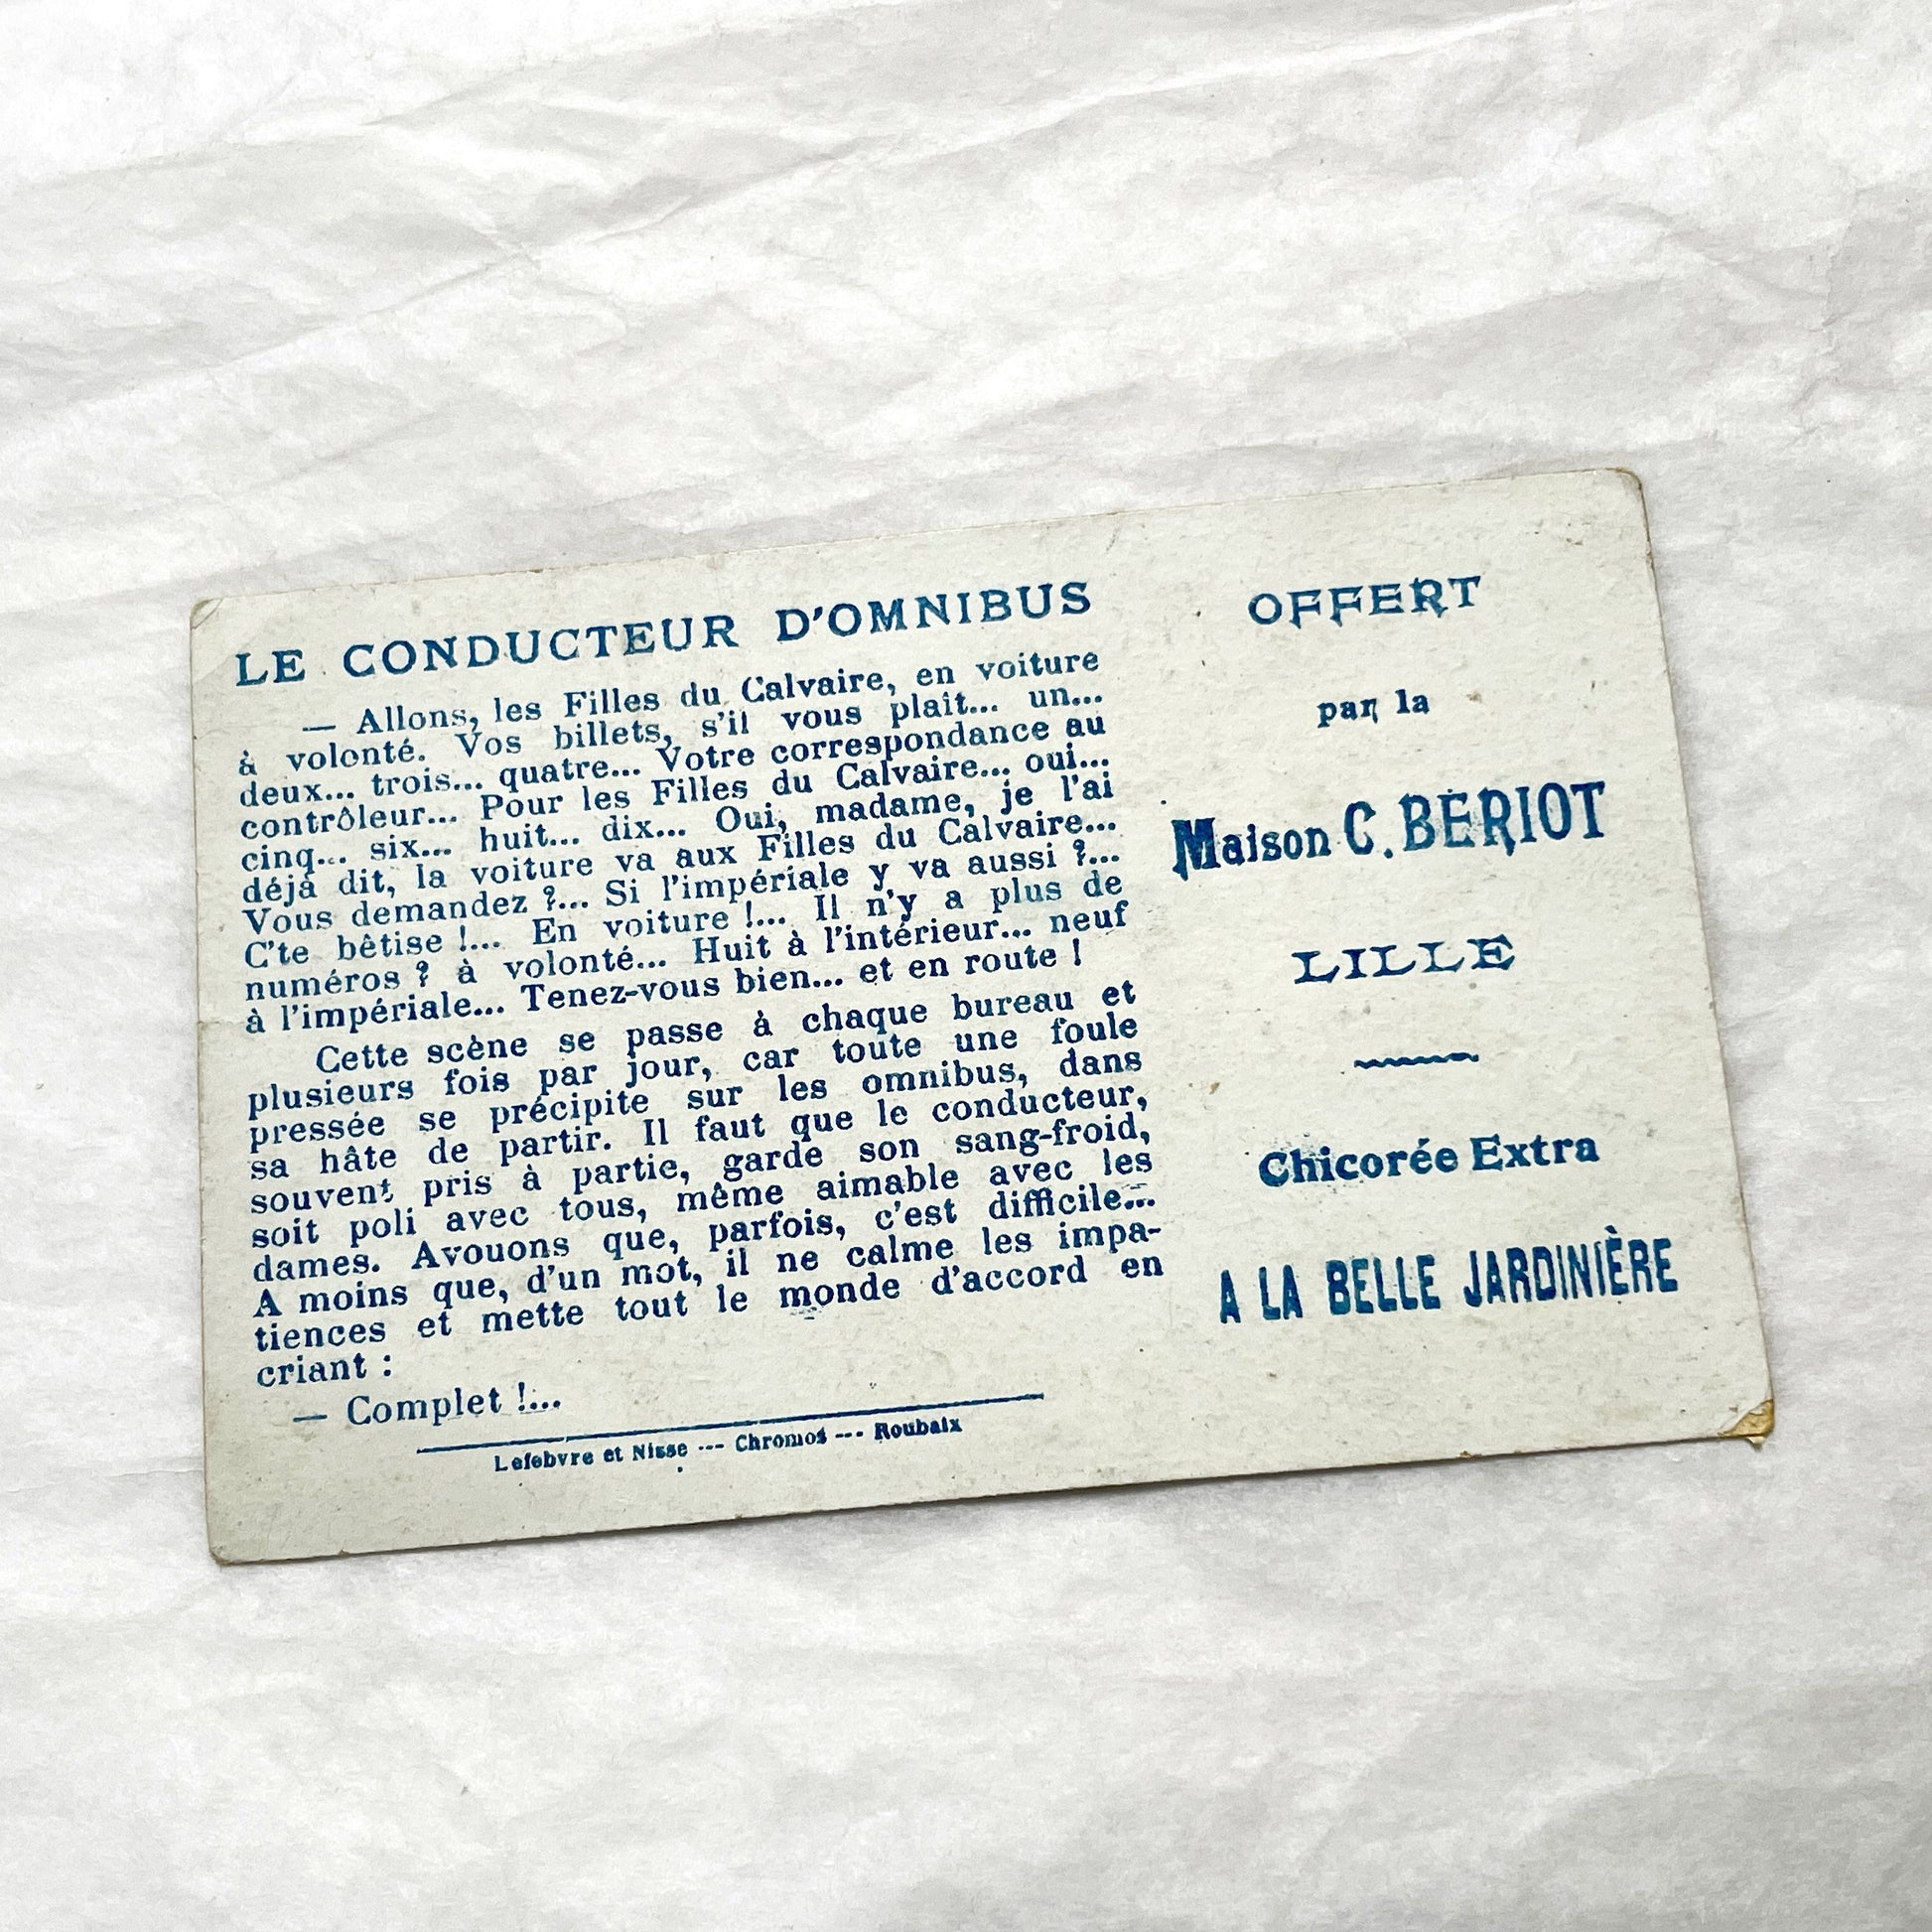 LE CONDUCTEUR D'OMNIBUS
— Allons, les Filles du Calvaire, en voiture
à volonté. Vos billets, s'il vous plait... un...
deux... trois... quatre... Votre correspondance au
contrôleur... Pour les Filles du Calvaire... oui...
cinq... six... huit... dix... Oui, madame, je l'ai
déjà dit, la voiture va aux Filles du Calvaire...
Vous demandez ?... Si l'impériale y va aussi ?...
C'te bêtise !... En voiture !... Il n'y a plus de
numéros ? à volonté... Huit à l'intérieur... neuf
à l'impériale... Tenez-vous bien... et en route !
Cette scène se passe à chaque bureau et
plusieurs fois par jour, car toute une foule
pressée se précipite sur les omnibus, dans
sa hâte de partir. Il faut que le conducteur,
souvent pris à partie, garde son sang-froid,
soit poli avec tous, même aimable avec les
dames. Avouons que, parfois, c'est difficile...
A moins que, d'un mot, il ne calme les impa-
tiences et mette tout le monde d'accord en
criant :
— Complet !...
Lefebvre et Nisse --- Chromos --- Roubaix
OFFERT
par la
Maison C. BERIOT
LILLE
Chicorée Extra
A LA BELLE JARDINIÈRE